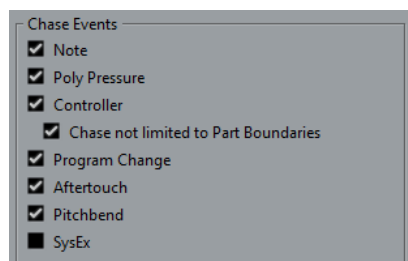 Chase Events
Note
Poly Pressure
Controller
Chase not limited to Part Boundaries
Program Change
Aftertouch
Pitchbend
SysEx